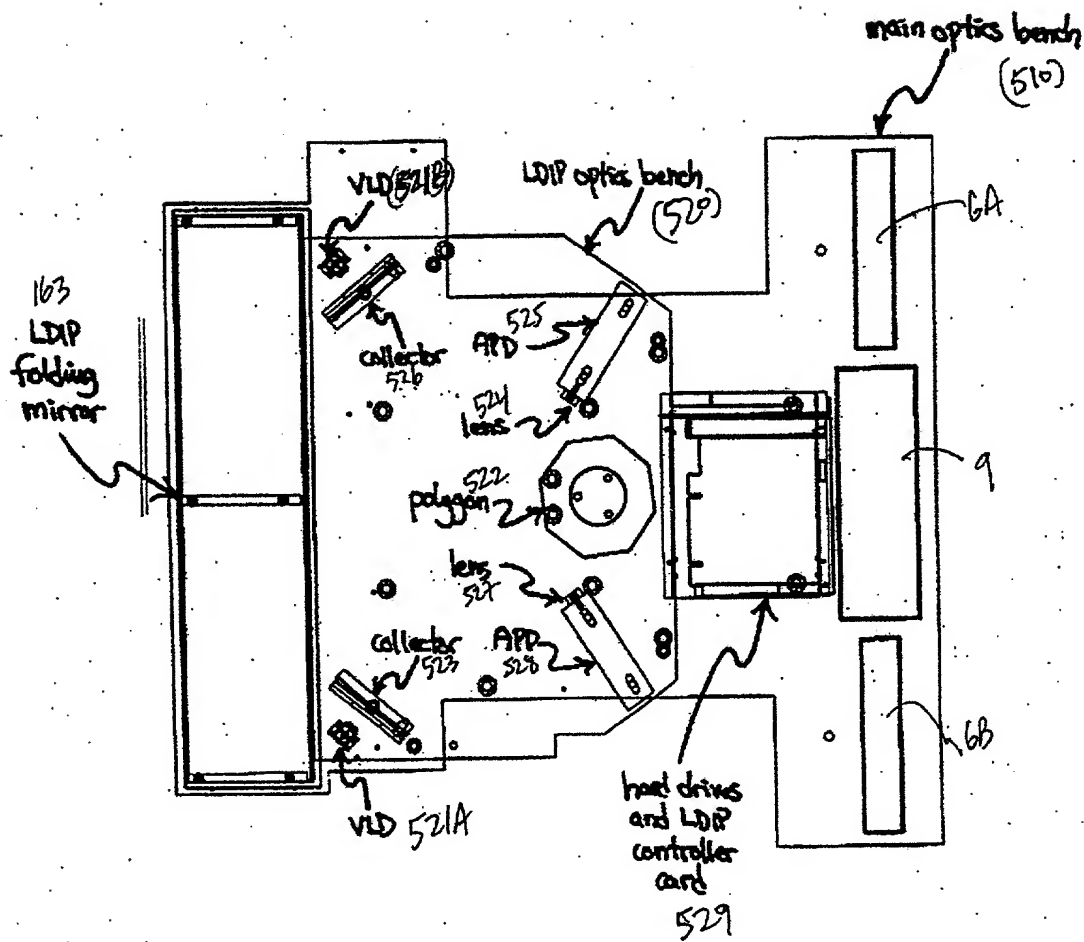 main optics bench
(510)
VLD (521B)
LDIP optics bench
(520)
6A
163
LDIP
folding
mirror
525
APD
collector
526
524
lens
9
522
polygon
lens
527
collector
523
APD
528
6B
VLD 521A
hard drives
and LDIP
controller
card
529